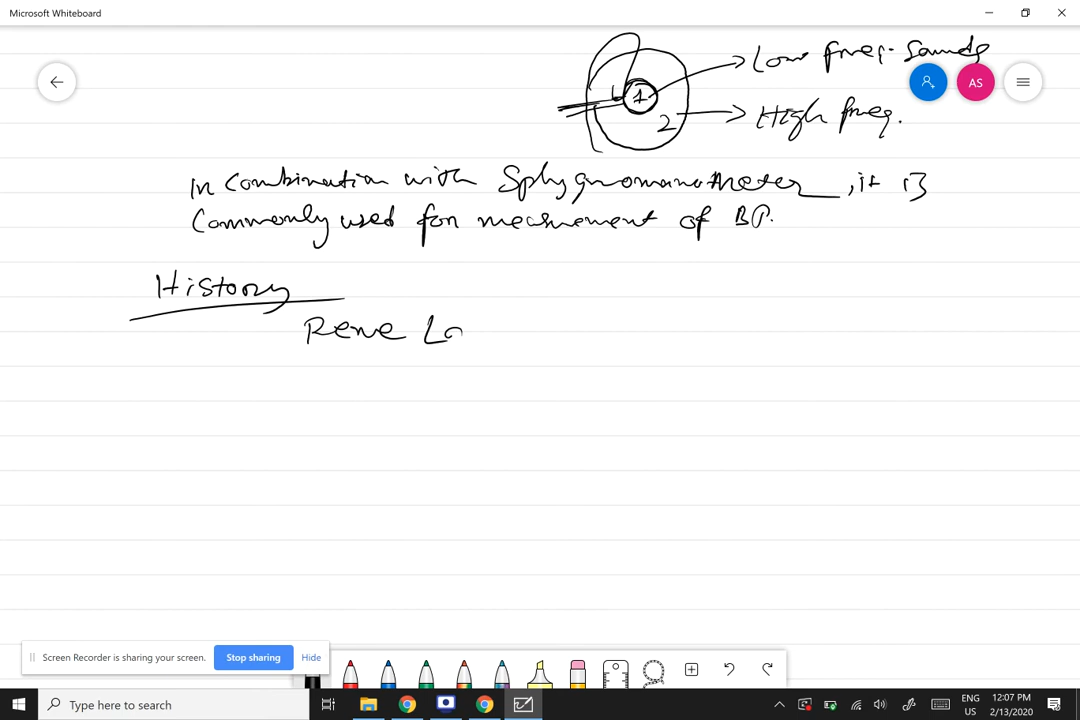 Microsoft Whiteboard
1 Low freq. Sounds
AS
2 High freq.
in Combination with Sphygnomanometheter, it is
Commonly used for mecsurement of BP.
History
Rene La
Screen Recorder is sharing your screen. Stop sharing Hide
Type here to search
ENG 12:07 PM
US 2/13/2020